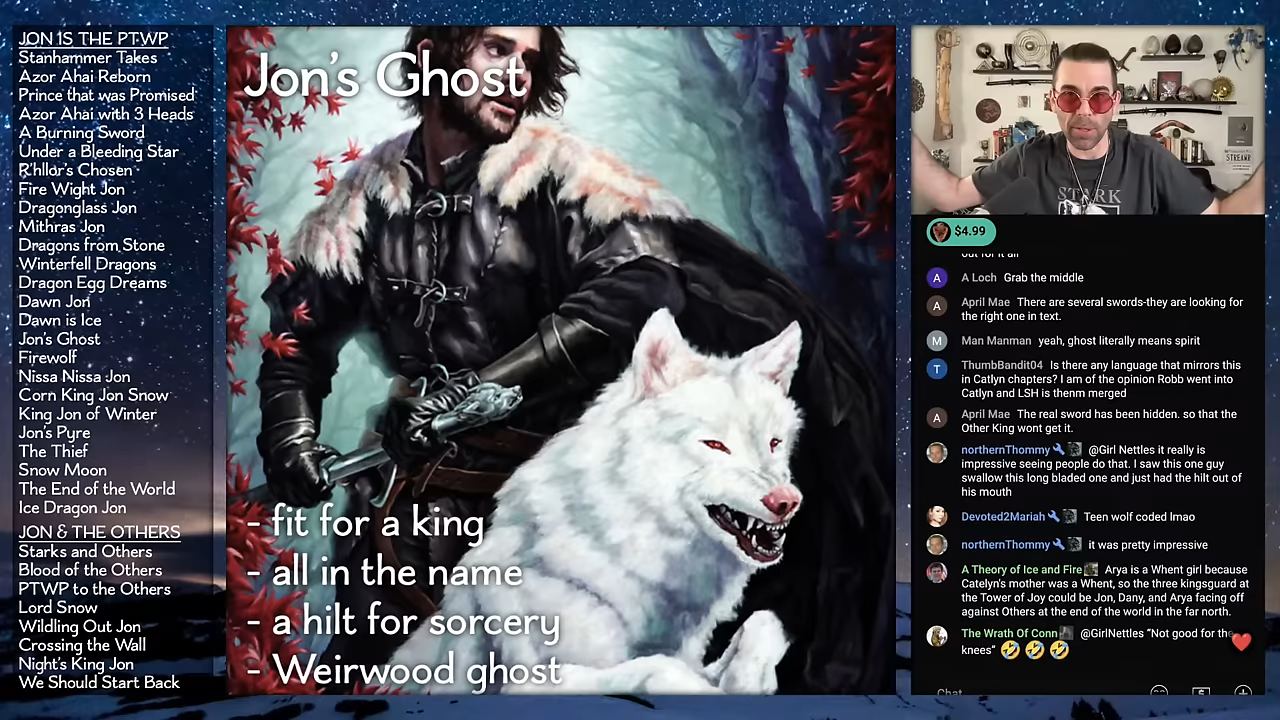 JON IS THE PTWP
Stanhammer Takes
Azor Ahai Reborn
Prince that was Promised
Azor Ahai with 3 Heads
A Burning Sword
Under a Bleeding Star
R'hllor's Chosen
Fire Wight Jon
Dragonglass Jon
Mithras Jon
Dragons from Stone
Winterfell Dragons
Dragon Egg Dreams
Dawn Jon
Dawn is Ice
Jon's Ghost
Firewolf
Nissa Nissa Jon
Corn King Jon Snow
King Jon of Winter
Jon's Pyre
The Thief
Snow Moon
The End of the World
Ice Dragon Jon
JON & THE OTHERS
Starks and Others
Blood of the Others
PTWP to the Others
Lord Snow
Wildling Out Jon
Crossing the Wall
Night's King Jon
We Should Start Back
Jon's Ghost
- fit for a king
- all in the name
- a hilt for sorcery
- Weirwood ghost
STREAMR
STARK
$4.99
out for it all
A A Loch Grab the middle
A April Mae There are several swords-they are looking for
the right one in text.
M Man Manman yeah, ghost literally means spirit
T ThumbBandit04 Is there any language that mirrors this
in Catlyn chapters? I am of the opinion Robb went into
Catlyn and LSH is thenm merged
A April Mae The real sword has been hidden. so that the
Other King wont get it.
northernThommy @Girl Nettles it really is
impressive seeing people do that. I saw this one guy
swallow this long bladed one and just had the hilt out of
his mouth
Devoted2Mariah Teen wolf coded lmao
northernThommy it was pretty impressive
A Theory of Ice and Fire Arya is a Whent girl because
Catelyn's mother was a Whent, so the three kingsguard at
the Tower of Joy could be Jon, Dany, and Arya facing off
against Others at the end of the world in the far north.
The Wrath Of Conn @GirlNettles “Not good for the
knees” 🤣🤣🤣
Chat